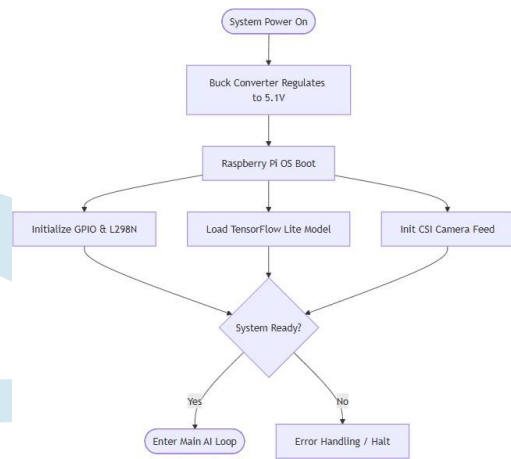 System Power On
Buck Converter Regulates
to 5.1V
Raspberry Pi OS Boot
Initialize GPIO & L298N
Load TensorFlow Lite Model
Init CSI Camera Feed
System Ready?
Yes
No
Enter Main AI Loop
Error Handling / Halt